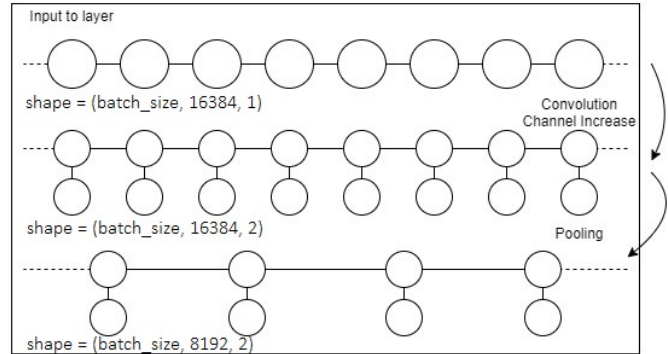 Input to layer
shape = (batch_size, 16384, 1)
Convolution
Channel Increase
shape = (batch_size, 16384, 2)
Pooling
shape = (batch_size, 8192, 2)